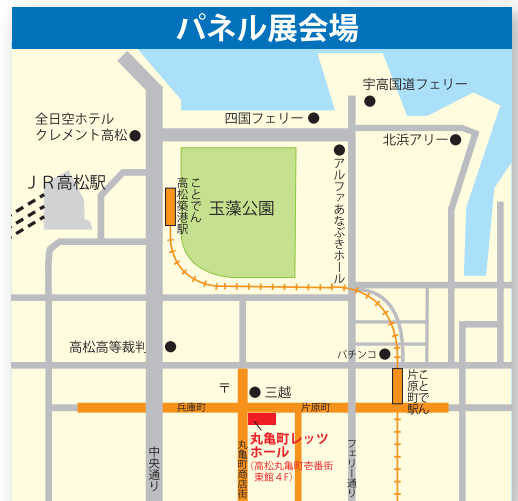 パネル展会場
宇高国道フェリー
全日空ホテル
クレメント高松
四国フェリー
北浜アリー
JR高松駅
ことでん
高松築港駅
玉藻公園
アルファあなぶきホール
高松高等裁判
パチンコ
ことでん
片原町駅
〒
三越
兵庫町
片原町
丸亀町レッツ
ホール
(高松丸亀町壱番街
東館4F)
中央通り
丸亀町商店街
フェリー通り